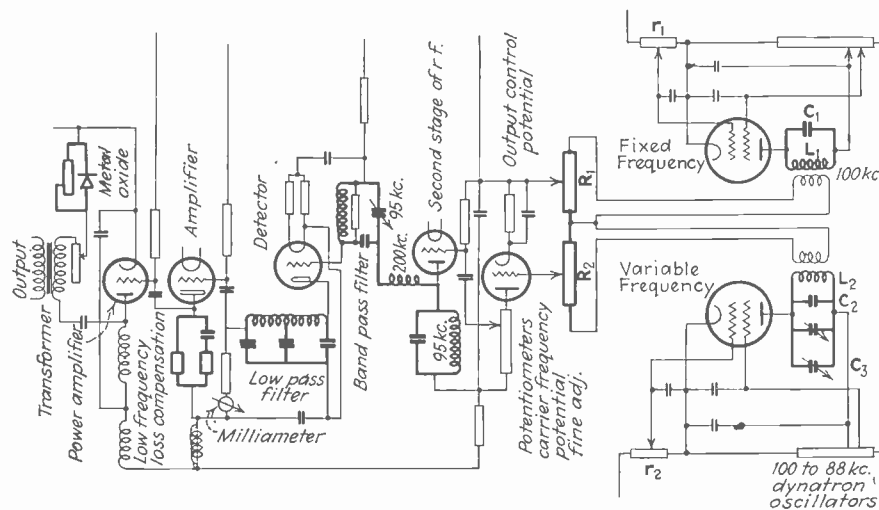 Output
Transformer
Power amplifier
Metal
oxide
Low frequency
loss compensation
Amplifier
Milliameter
Detector
Low pass
filter
Band pass filter
95 kc.
200 kc.
95 kc.
Second stage of r f.
Output control
potential
Potentiometers
carrier frequency
potential
fine adj.
R₁
R₂
r₁
Fixed
Frequency
C₁
L₁
100 kc
Variable
Frequency
L₂
C₂
C₃
r₂
100 to 88 kc.
dynatron
oscillators